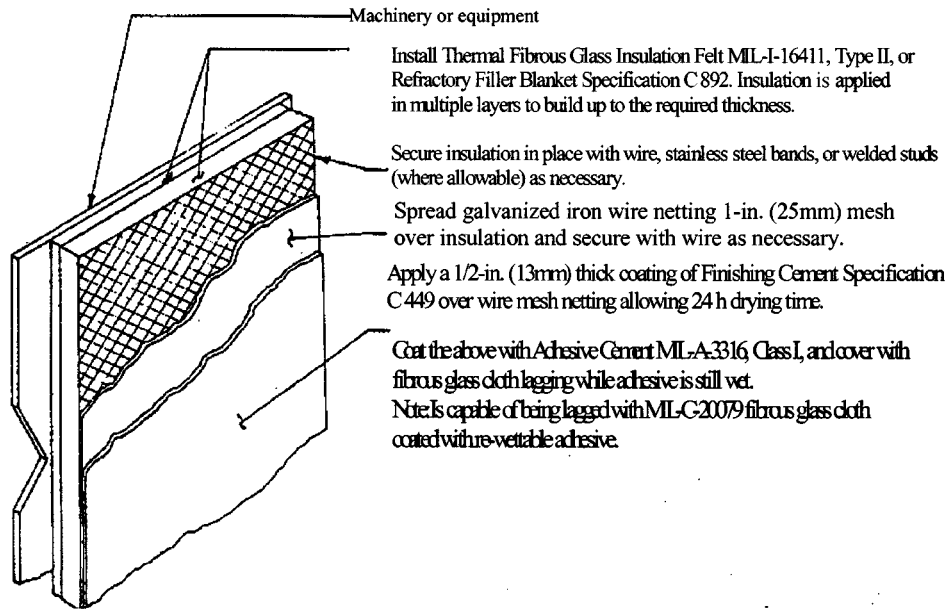 Machinery or equipment
Install Thermal Fibrous Glass Insulation Felt MIL-I-16411, Type II, or
Refractory Filler Blanket Specification C 892. Insulation is applied
in multiple layers to build up to the required thickness.
Secure insulation in place with wire, stainless steel bands, or welded studs
(where allowable) as necessary.
Spread galvanized iron wire netting 1-in. (25mm) mesh
over insulation and secure with wire as necessary.
Apply a 1/2-in. (13mm) thick coating of Finishing Cement Specification
C 449 over wire mesh netting allowing 24 h drying time.
Coat the above with Adhesive Cement MIL-A-3316, Class I, and cover with
fibrous glass cloth lagging while adhesive is still wet.
Note:Is capable of being lagged with MIL-C-20079 fibrous glass cloth
coated with re-wettable adhesive.